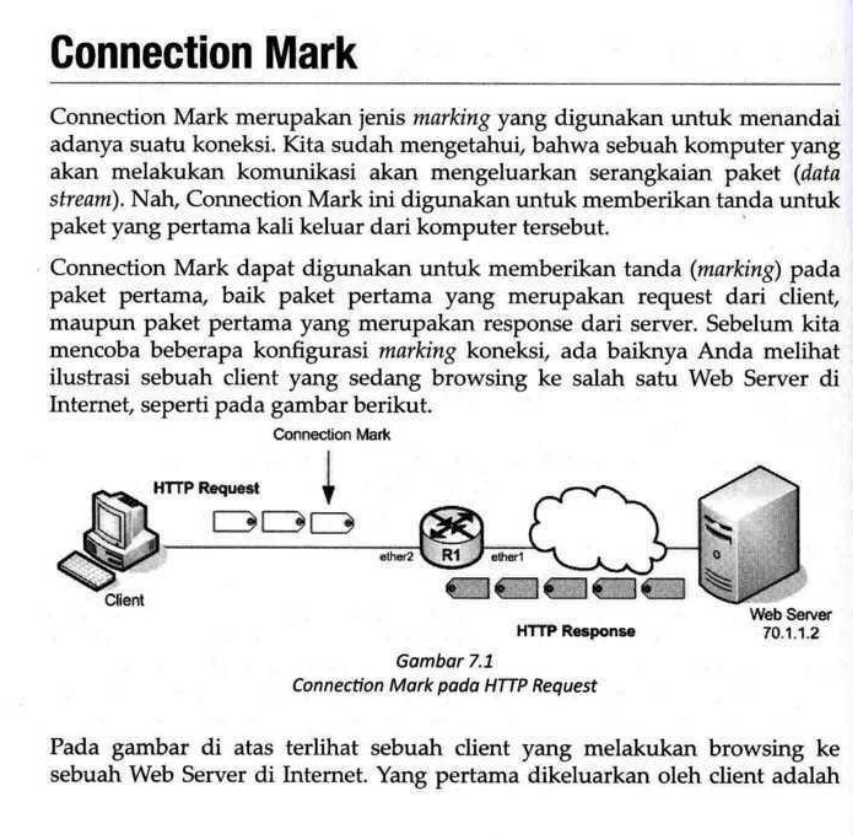 Connection Mark
Connection Mark merupakan jenis marking yang digunakan untuk menandai
adanya suatu koneksi. Kita sudah mengetahui, bahwa sebuah komputer yang
akan melakukan komunikasi akan mengeluarkan serangkaian paket (data
stream). Nah, Connection Mark ini digunakan untuk memberikan tanda untuk
paket yang pertama kali keluar dari komputer tersebut.
Connection Mark dapat digunakan untuk memberikan tanda (marking) pada
paket pertama, baik paket pertama yang merupakan request dari client,
maupun paket pertama yang merupakan response dari server. Sebelum kita
mencoba beberapa konfigurasi marking koneksi, ada baiknya Anda melihat
ilustrasi sebuah client yang sedang browsing ke salah satu Web Server di
Internet, seperti pada gambar berikut.
Connection Mark
HTTP Request
ether2
R1
ether1
Client
HTTP Response
Web Server
70.1.1.2
Gambar 7.1
Connection Mark pada HTTP Request
Pada gambar di atas terlihat sebuah client yang melakukan browsing ke
sebuah Web Server di Internet. Yang pertama dikeluarkan oleh client adalah